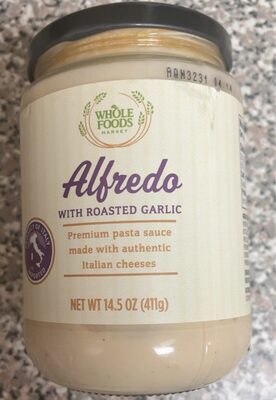 WHOLE
FOODS
MARKET
Alfredo
WITH ROASTED GARLIC
Premium pasta sauce
made with authentic
Italian cheeses
NET WT 14.5 OZ (411g)